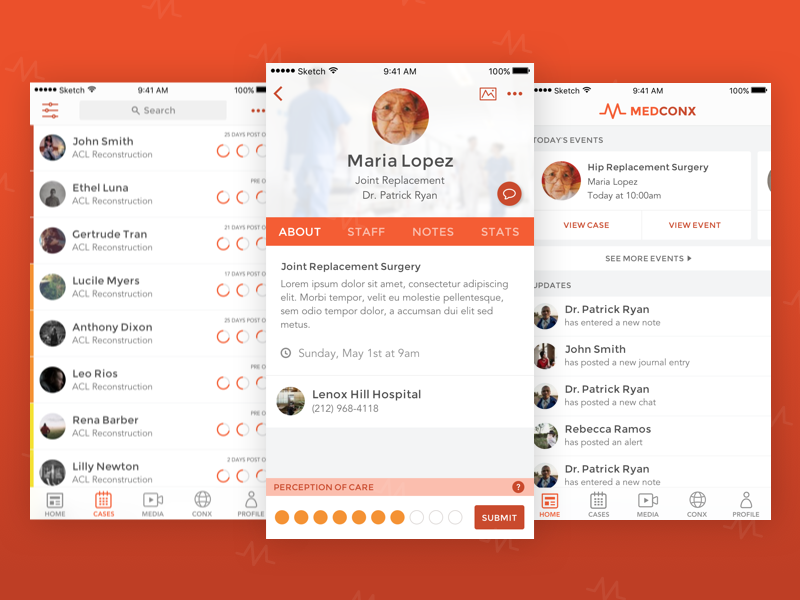 Sketch
9:41 AM
100%
Search
25 DAYS POST O
John Smith
ACL Reconstruction
PRE O
Ethel Luna
ACL Reconstruction
21 DAYS POST O
Gertrude Tran
ACL Reconstruction
17 DAYS POST O
Lucile Myers
ACL Reconstruction
25 DAYS POST O
Anthony Dixon
ACL Reconstruction
PRE O
Leo Rios
ACL Reconstruction
PRE O
Rena Barber
ACL Reconstruction
2 DAYS POST O
Lilly Newton
ACL Reconstruction
HOME CASES MEDIA CONX PROFILE
Sketch
9:41 AM
100%
Maria Lopez
Joint Replacement
Dr. Patrick Ryan
ABOUT STAFF NOTES STATS
Joint Replacement Surgery
Lorem ipsum dolor sit amet, consectetur adipiscing
elit. Morbi tempor, velit eu molestie pellentesque,
sem odio tempor dolor, a accumsan dui elit sed
metus.
Sunday, May 1st at 9am
Lenox Hill Hospital
(212) 968-4118
PERCEPTION OF CARE ?
SUBMIT
Sketch
9:41 AM
100%
MEDCONX
TODAY'S EVENTS
Hip Replacement Surgery
Maria Lopez
Today at 10:00am
VIEW CASE VIEW EVENT
SEE MORE EVENTS
UPDATES
Dr. Patrick Ryan
has entered a new note
John Smith
has posted a new journal entry
Dr. Patrick Ryan
has posted a new chat
Rebecca Ramos
has posted an alert
Dr. Patrick Ryan
has entered a new note
HOME CASES MEDIA CONX PROFILE